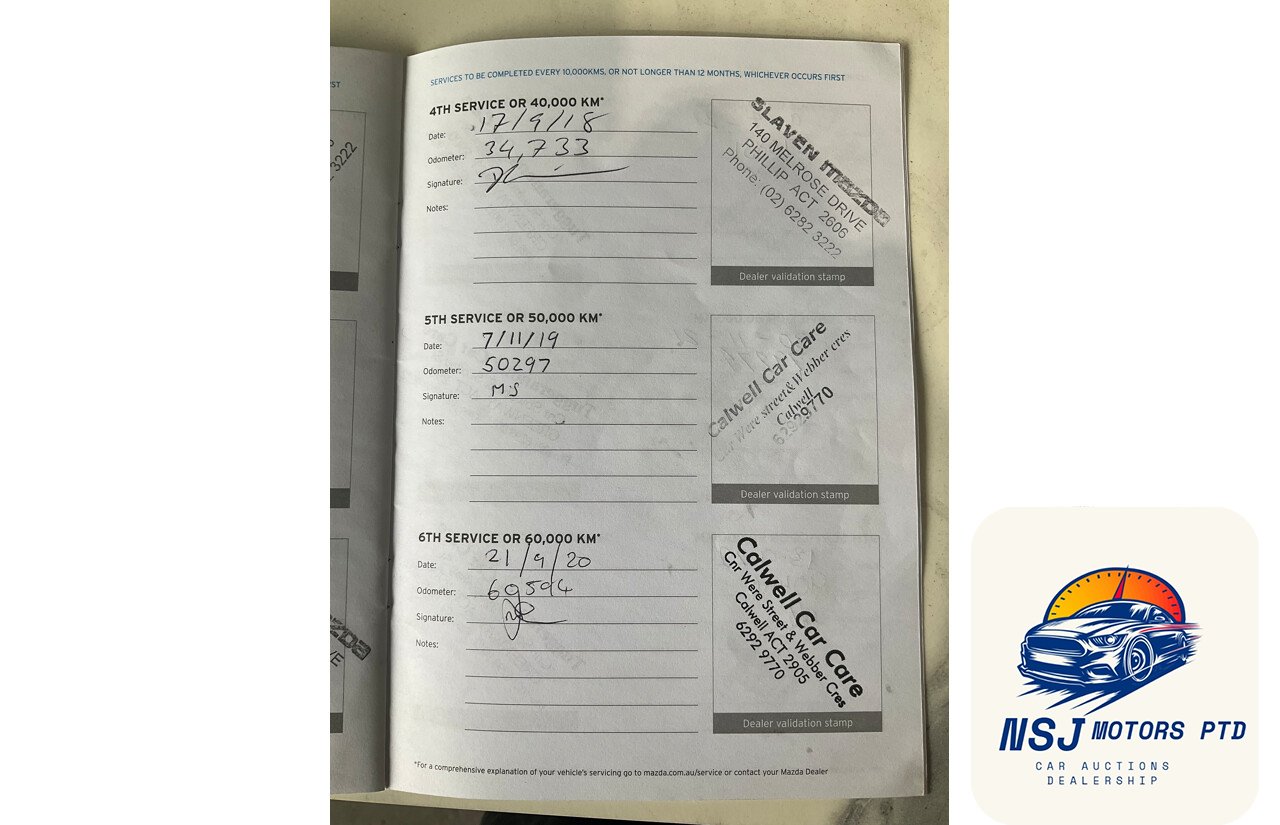 ST
3222
SERVICES TO BE COMPLETED EVERY 10,000KMS, OR NOT LONGER THAN 12 MONTHS, WHICHEVER OCCURS FIRST
4TH SERVICE OR 40,000 KM*
Date: 17/9/18
Odometer: 34,733
Signature:
Notes:
SLAVEN MAZDA
140 MELROSE DRIVE
PHILLIP ACT 2606
Phone: (02) 6282 3222
Dealer validation stamp
5TH SERVICE OR 50,000 KM*
Date: 7/11/19
Odometer: 50297
Signature: MS
Notes:
Calwell Car Care
Cnr Were street & Webber cres
Calwell
62929770
Dealer validation stamp
6TH SERVICE OR 60,000 KM*
Date: 21/9/20
Odometer: 60594
Signature:
Notes:
Calwell Car Care
Cnr Were Street & Webber Cres
Calwell ACT 2905
6292 9770
Dealer validation stamp
*For a comprehensive explanation of your vehicle's servicing go to mazda.com.au/service or contact your Mazda Dealer
NSJ MOTORS PTD
CAR AUCTIONS
DEALERSHIP